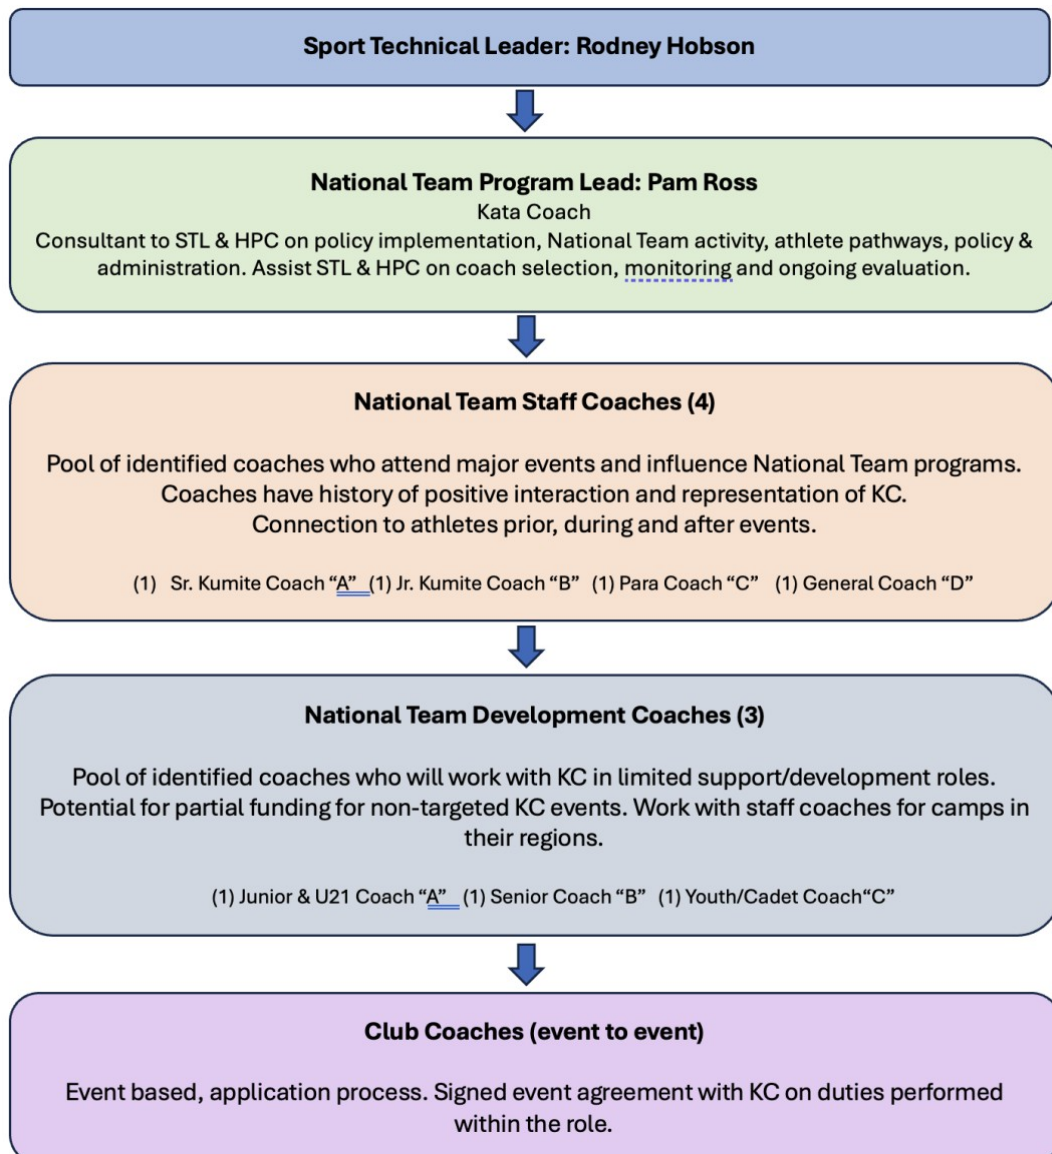 Sport Technical Leader: Rodney Hobson
National Team Program Lead: Pam Ross
Kata Coach
Consultant to STL & HPC on policy implementation, National Team activity, athlete pathways, policy &
administration. Assist STL & HPC on coach selection, monitoring and ongoing evaluation.
National Team Staff Coaches (4)
Pool of identified coaches who attend major events and influence National Team programs.
Coaches have history of positive interaction and representation of KC.
Connection to athletes prior, during and after events.
(1) Sr. Kumite Coach “A” (1) Jr. Kumite Coach “B” (1) Para Coach “C” (1) General Coach “D”
National Team Development Coaches (3)
Pool of identified coaches who will work with KC in limited support/development roles.
Potential for partial funding for non-targeted KC events. Work with staff coaches for camps in
their regions.
(1) Junior & U21 Coach “A” (1) Senior Coach “B” (1) Youth/Cadet Coach“C”
Club Coaches (event to event)
Event based, application process. Signed event agreement with KC on duties performed
within the role.